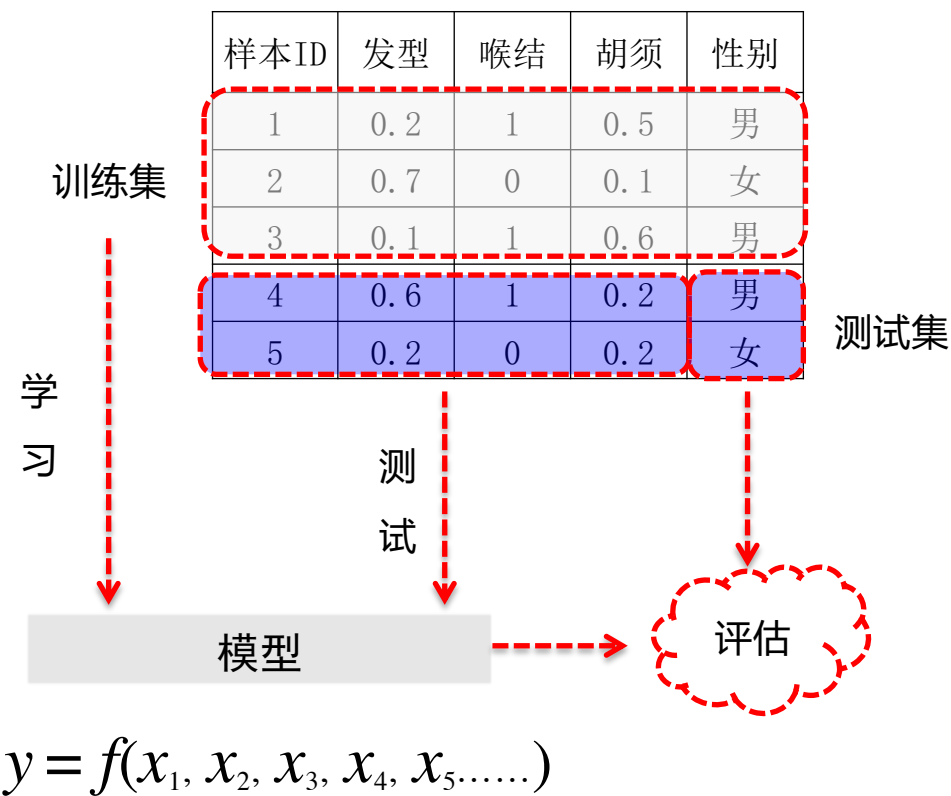 样本ID 发型 喉结 胡须 性别
1 0.2 1 0.5 男
训练集
2 0.7 0 0.1 女
3 0.1 1 0.6 男
4 0.6 1 0.2 男
测试集
5 0.2 0 0.2 女
学习
测试
模型
评估
y = f(x₁, x₂, x₃, x₄, x₅......)